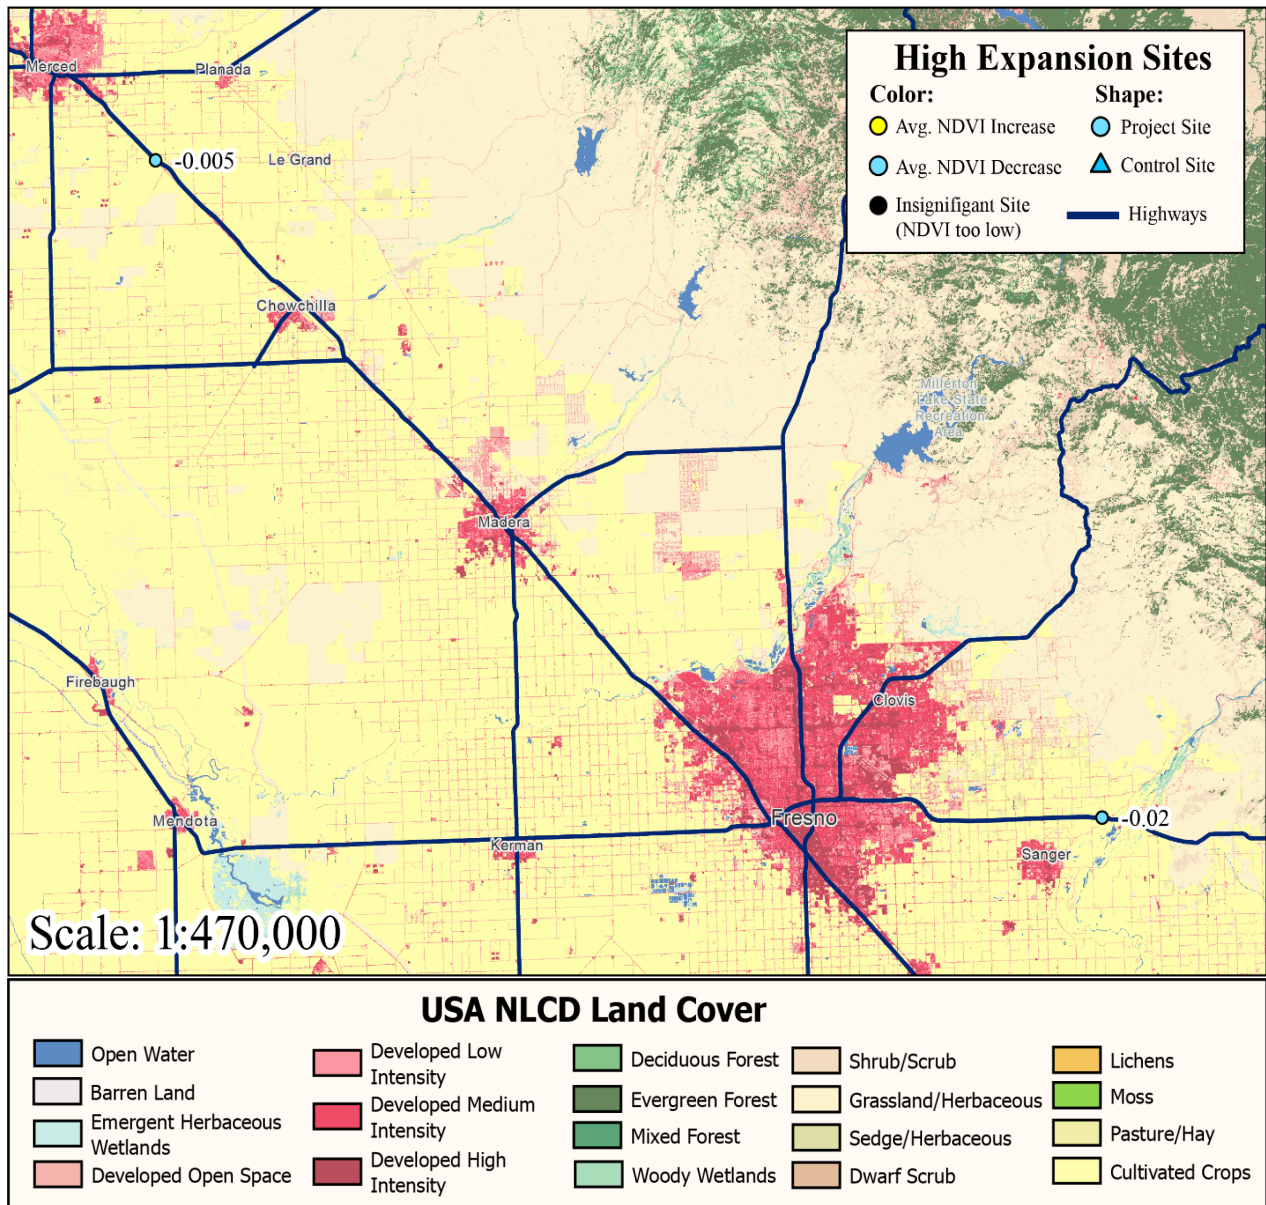 Merced
Planada
-0.005
Le Grand
Chowchilla
High Expansion Sites
Color:
Shape:
Avg. NDVI Increase
Project Site
Avg. NDVI Decrease
Control Site
Insignifigant Site
(NDVI too low)
Highways
Millerton
Lake State
Recreation
Area
Madera
Firebaugh
Clovis
Mendota
Fresno
-0.02
Kerman
Sanger
Scale: 1:470,000
USA NLCD Land Cover
Open Water
Barren Land
Emergent Herbaceous
Wetlands
Developed Open Space
Developed Low
Intensity
Developed Medium
Intensity
Developed High
Intensity
Deciduous Forest
Evergreen Forest
Mixed Forest
Woody Wetlands
Shrub/Scrub
Grassland/Herbaceous
Sedge/Herbaceous
Dwarf Scrub
Lichens
Moss
Pasture/Hay
Cultivated Crops